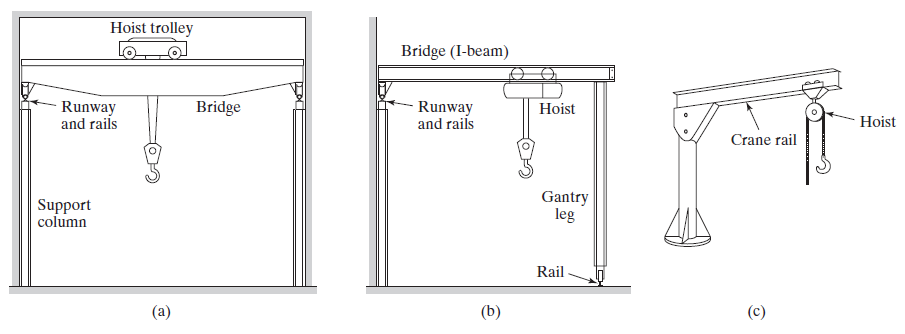 Hoist trolley
Runway
and rails
Bridge
Support
column
(a)
Bridge (I-beam)
Runway
and rails
Hoist
Gantry
leg
Rail
(b)
Crane rail
Hoist
(c)